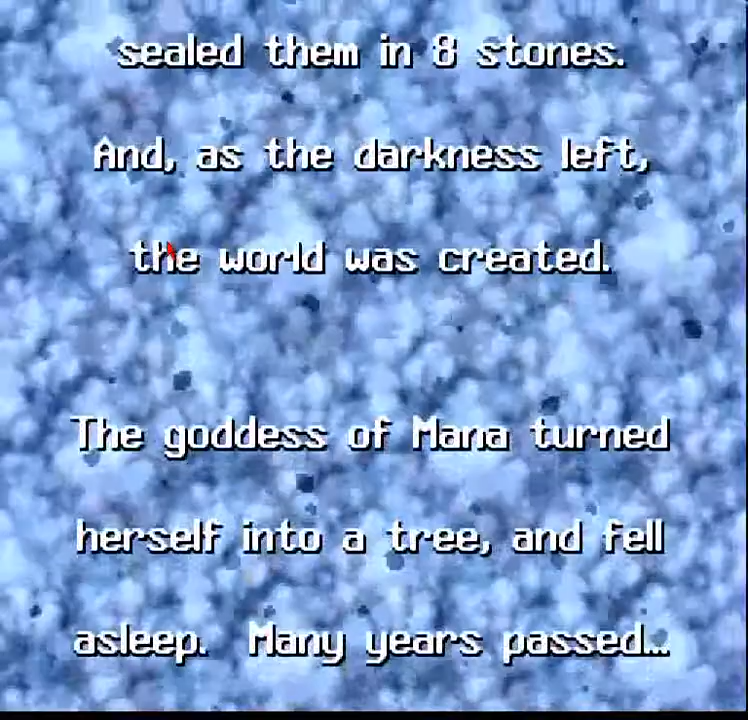 sealed them in 8 stones.
And, as the darkness left,
the world was created.
The goddess of Mana turned
herself into a tree, and fell
asleep. Many years passed…